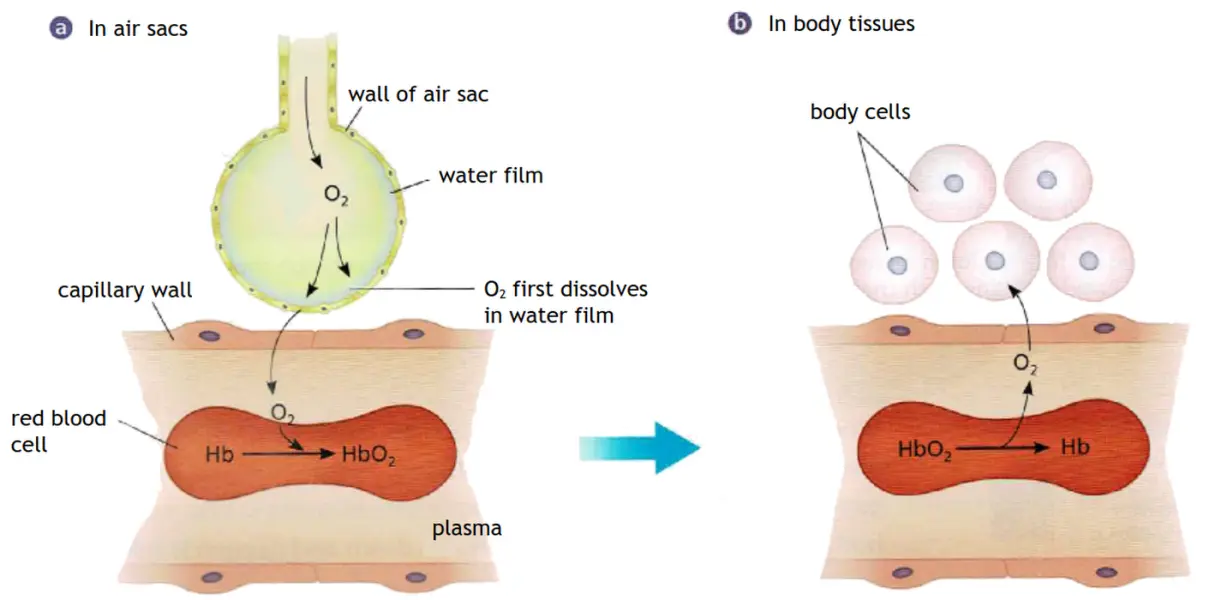 a In air sacs
wall of air sac
water film
O₂
O₂ first dissolves
in water film
capillary wall
O₂
red blood
cell
Hb
HbO₂
plasma
b In body tissues
body cells
O₂
HbO₂
Hb